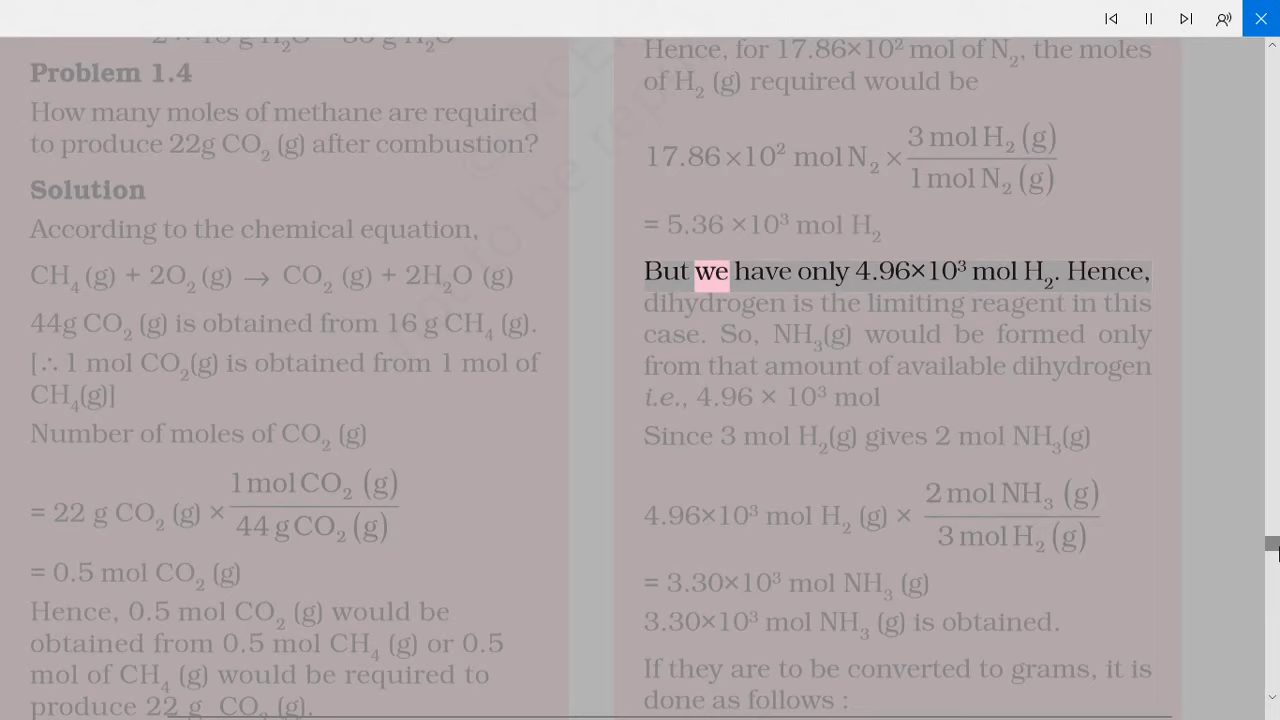 2 × 18 g H₂O = 36 g H₂O
Problem 1.4
How many moles of methane are required
to produce 22g CO₂ (g) after combustion?
Solution
According to the chemical equation,
CH₄ (g) + 2O₂ (g) → CO₂ (g) + 2H₂O (g)
44g CO₂ (g) is obtained from 16 g CH₄ (g).
[∴ 1 mol CO₂(g) is obtained from 1 mol of
CH₄(g)]
Number of moles of CO₂ (g)
= 22 g CO₂ (g) × 1 mol CO₂ (g) / 44 g CO₂ (g)
= 0.5 mol CO₂ (g)
Hence, 0.5 mol CO₂ (g) would be
obtained from 0.5 mol CH₄ (g) or 0.5
mol of CH₄ (g) would be required to
produce 22 g CO₂ (g).
Hence, for 17.86×10² mol of N₂, the moles
of H₂ (g) required would be
17.86×10² mol N₂ × 3 mol H₂ (g) / 1 mol N₂ (g)
= 5.36 ×10³ mol H₂
But we have only 4.96×10³ mol H₂. Hence,
dihydrogen is the limiting reagent in this
case. So, NH₃(g) would be formed only
from that amount of available dihydrogen
i.e., 4.96 × 10³ mol
Since 3 mol H₂(g) gives 2 mol NH₃(g)
4.96×10³ mol H₂ (g) × 2 mol NH₃ (g) / 3 mol H₂ (g)
= 3.30×10³ mol NH₃ (g)
3.30×10³ mol NH₃ (g) is obtained.
If they are to be converted to grams, it is
done as follows :